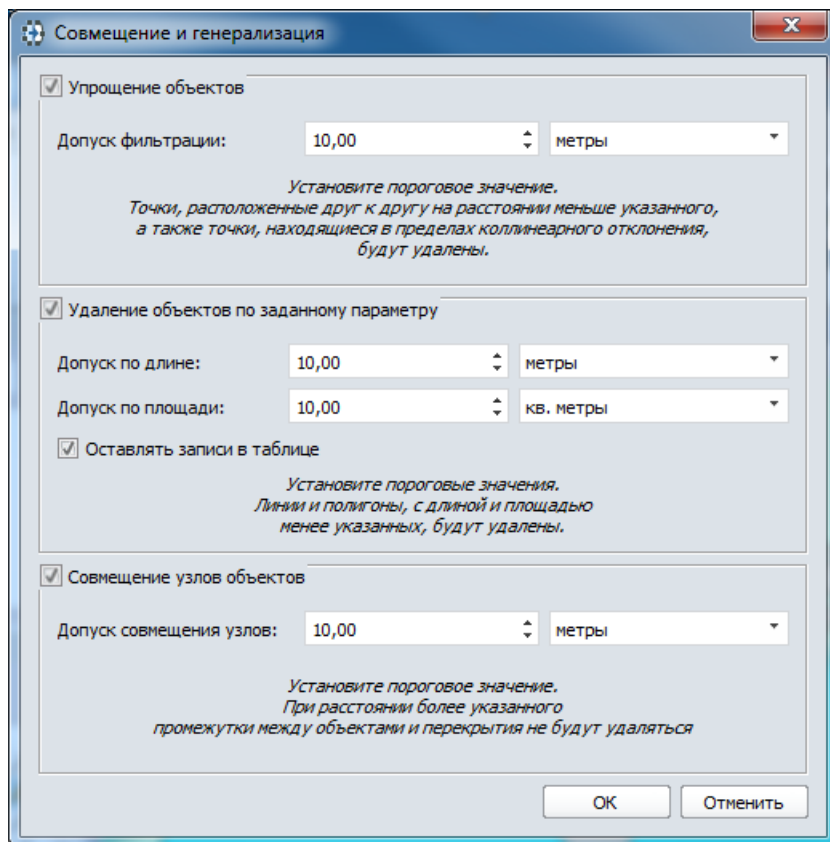 Совмещение и генерализация
Упрощение объектов
Допуск фильтрации: 10,00 метры
Установите пороговое значение.
Точки, расположенные друг к другу на расстоянии меньше указанного,
а также точки, находящиеся в пределах коллинеарного отклонения,
будут удалены.
Удаление объектов по заданному параметру
Допуск по длине: 10,00 метры
Допуск по площади: 10,00 кв. метры
Оставлять записи в таблице
Установите пороговые значения.
Линии и полигоны, с длиной и площадью
менее указанных, будут удалены.
Совмещение узлов объектов
Допуск совмещения узлов: 10,00 метры
Установите пороговое значение.
При расстоянии более указанного
промежутки между объектами и перекрытия не будут удаляться
ОК Отменить